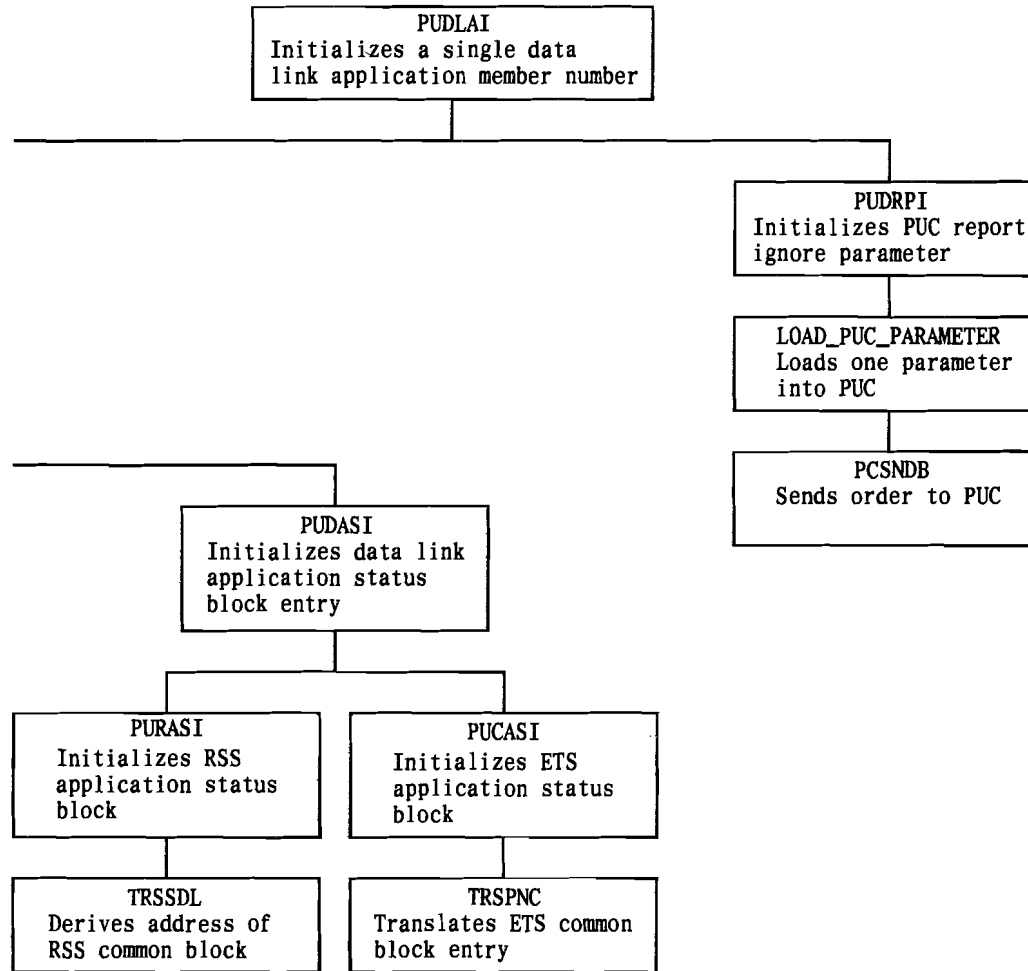 PUDLAI
Initializes a single data
link application member number
PUDRPI
Initializes PUC report
ignore parameter
LOAD_PUC_PARAMETER
Loads one parameter
into PUC
PCSNDB
Sends order to PUC
PUDASI
Initializes data link
application status
block entry
PURASI
Initializes RSS
application status
block
PUCASI
Initializes ETS
application status
block
TRSSDL
Derives address of
RSS common block
TRSPNC
Translates ETS common
block entry